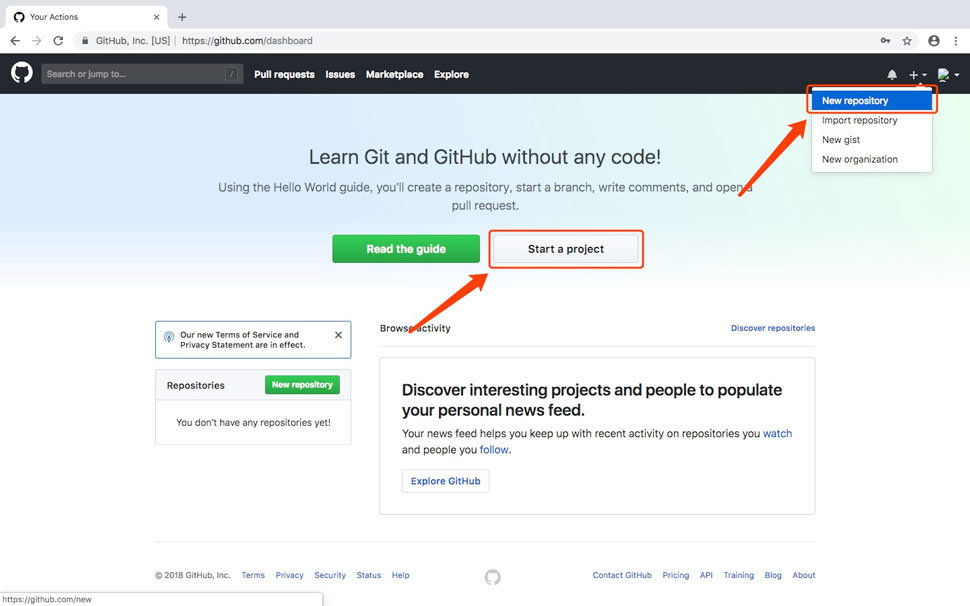 Your Actions
GitHub, Inc. [US] | https://github.com/dashboard
Search or jump to... /
Pull requests Issues Marketplace Explore
New repository
Import repository
New gist
New organization
Learn Git and GitHub without any code!
Using the Hello World guide, you'll create a repository, start a branch, write comments, and open a
pull request.
Read the guide
Start a project
Our new Terms of Service and
Privacy Statement are in effect.
Repositories
New repository
You don't have any repositories yet!
Browse activity
Discover repositories
Discover interesting projects and people to populate
your personal news feed.
Your news feed helps you keep up with recent activity on repositories you watch
and people you follow.
Explore GitHub
© 2018 GitHub, Inc. Terms Privacy Security Status Help
Contact GitHub Pricing API Training Blog About
https://github.com/new